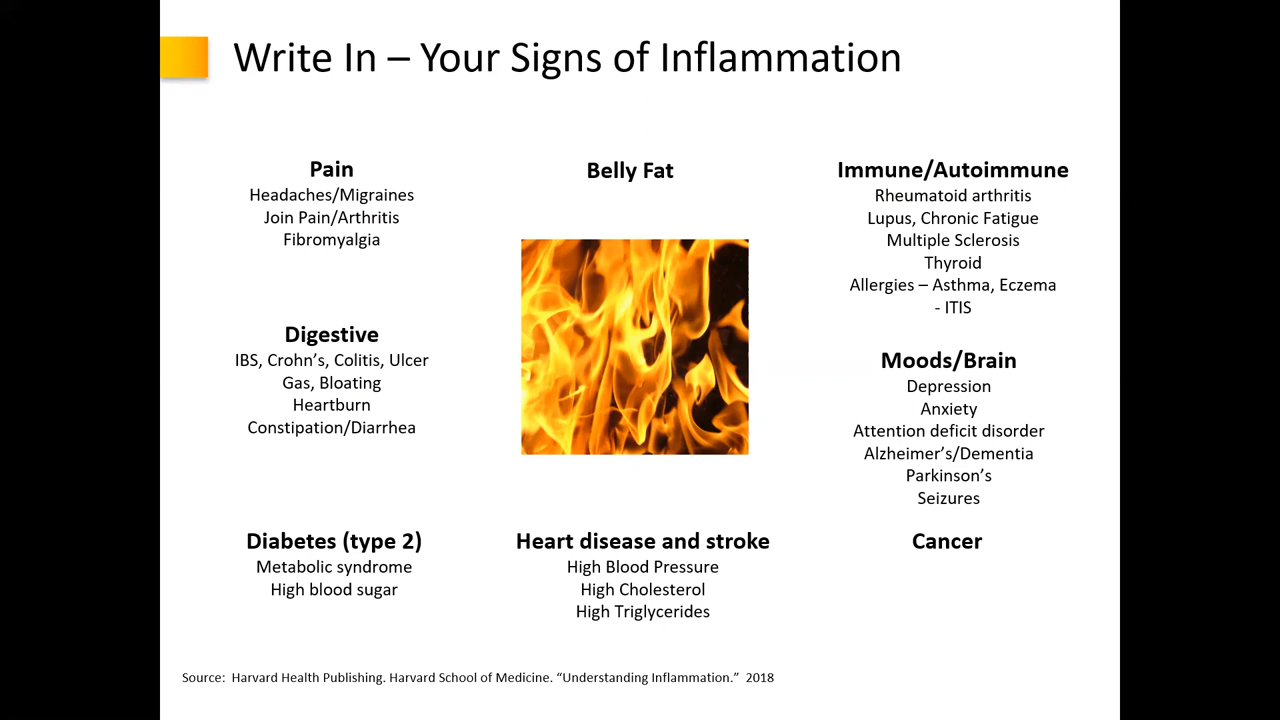 Write In – Your Signs of Inflammation
Pain
Headaches/Migraines
Join Pain/Arthritis
Fibromyalgia
Belly Fat
Immune/Autoimmune
Rheumatoid arthritis
Lupus, Chronic Fatigue
Multiple Sclerosis
Thyroid
Allergies – Asthma, Eczema
- ITIS
Digestive
IBS, Crohn’s, Colitis, Ulcer
Gas, Bloating
Heartburn
Constipation/Diarrhea
Moods/Brain
Depression
Anxiety
Attention deficit disorder
Alzheimer’s/Dementia
Parkinson’s
Seizures
Diabetes (type 2)
Metabolic syndrome
High blood sugar
Heart disease and stroke
High Blood Pressure
High Cholesterol
High Triglycerides
Cancer
Source:  Harvard Health Publishing. Harvard School of Medicine. “Understanding Inflammation.”  2018